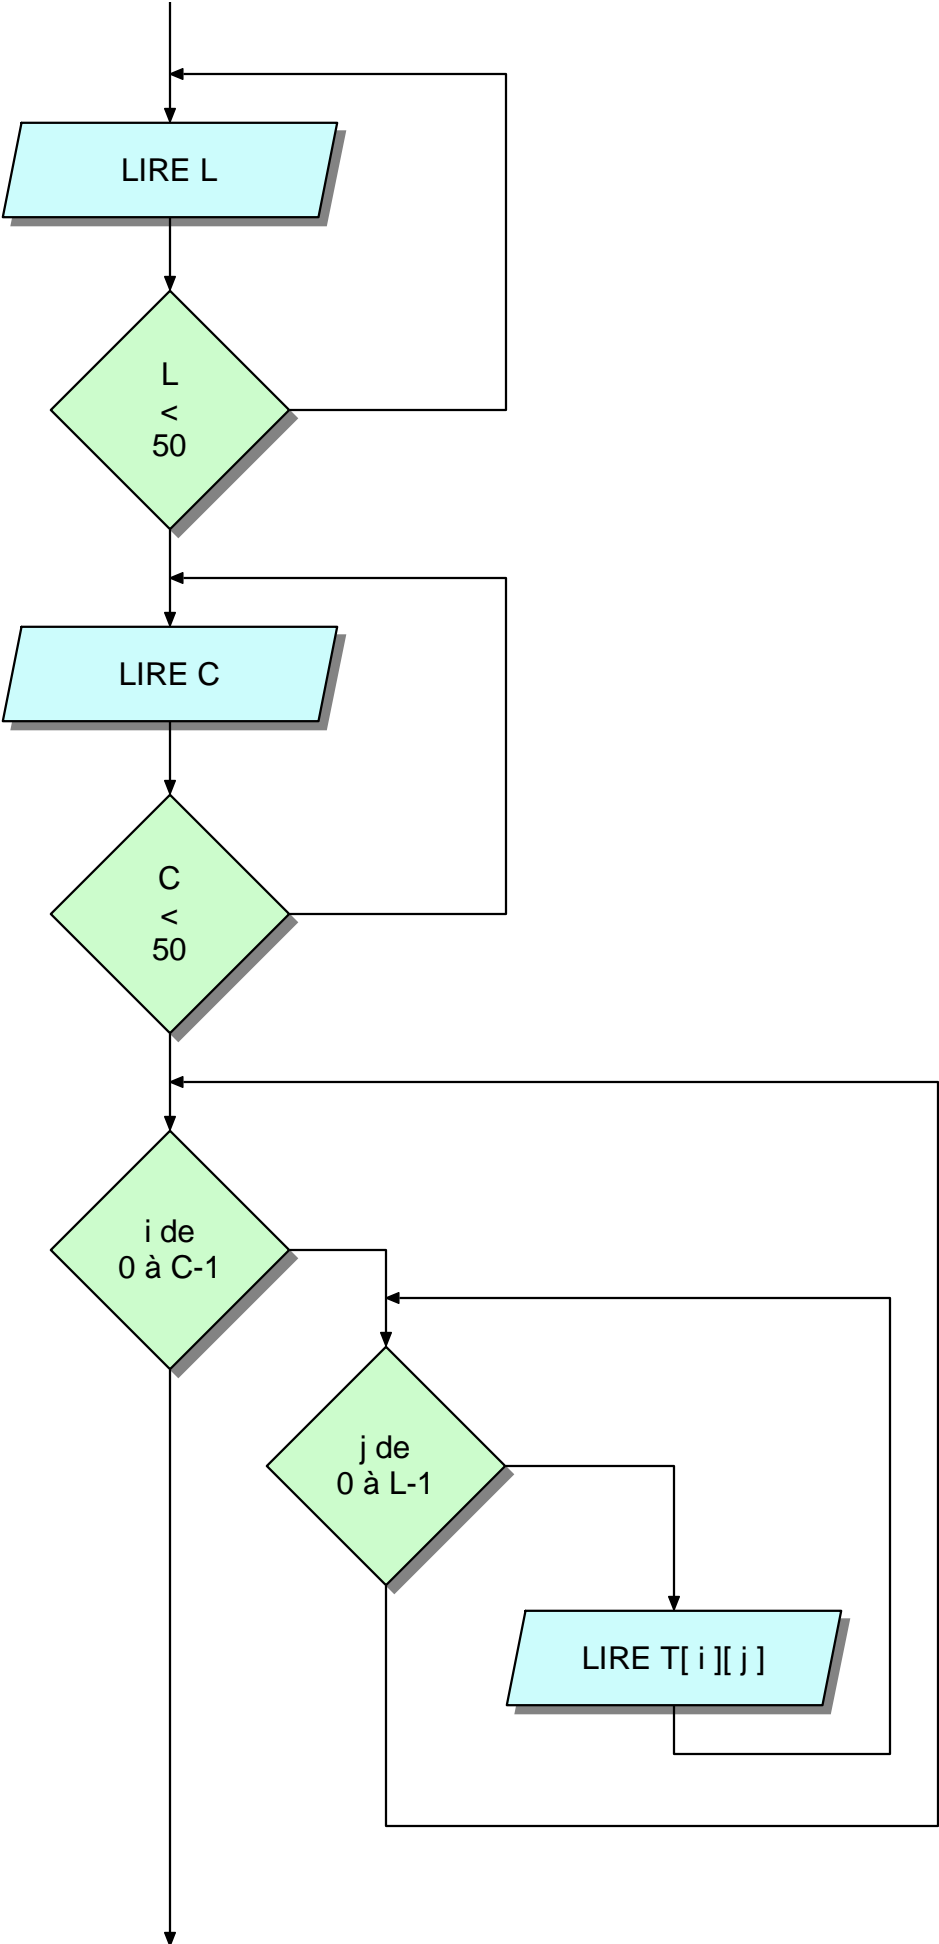 LIRE L
L
<
50
LIRE C
C
<
50
i de
0 à C-1
j de
0 à L-1
LIRE T[ i ][ j ]